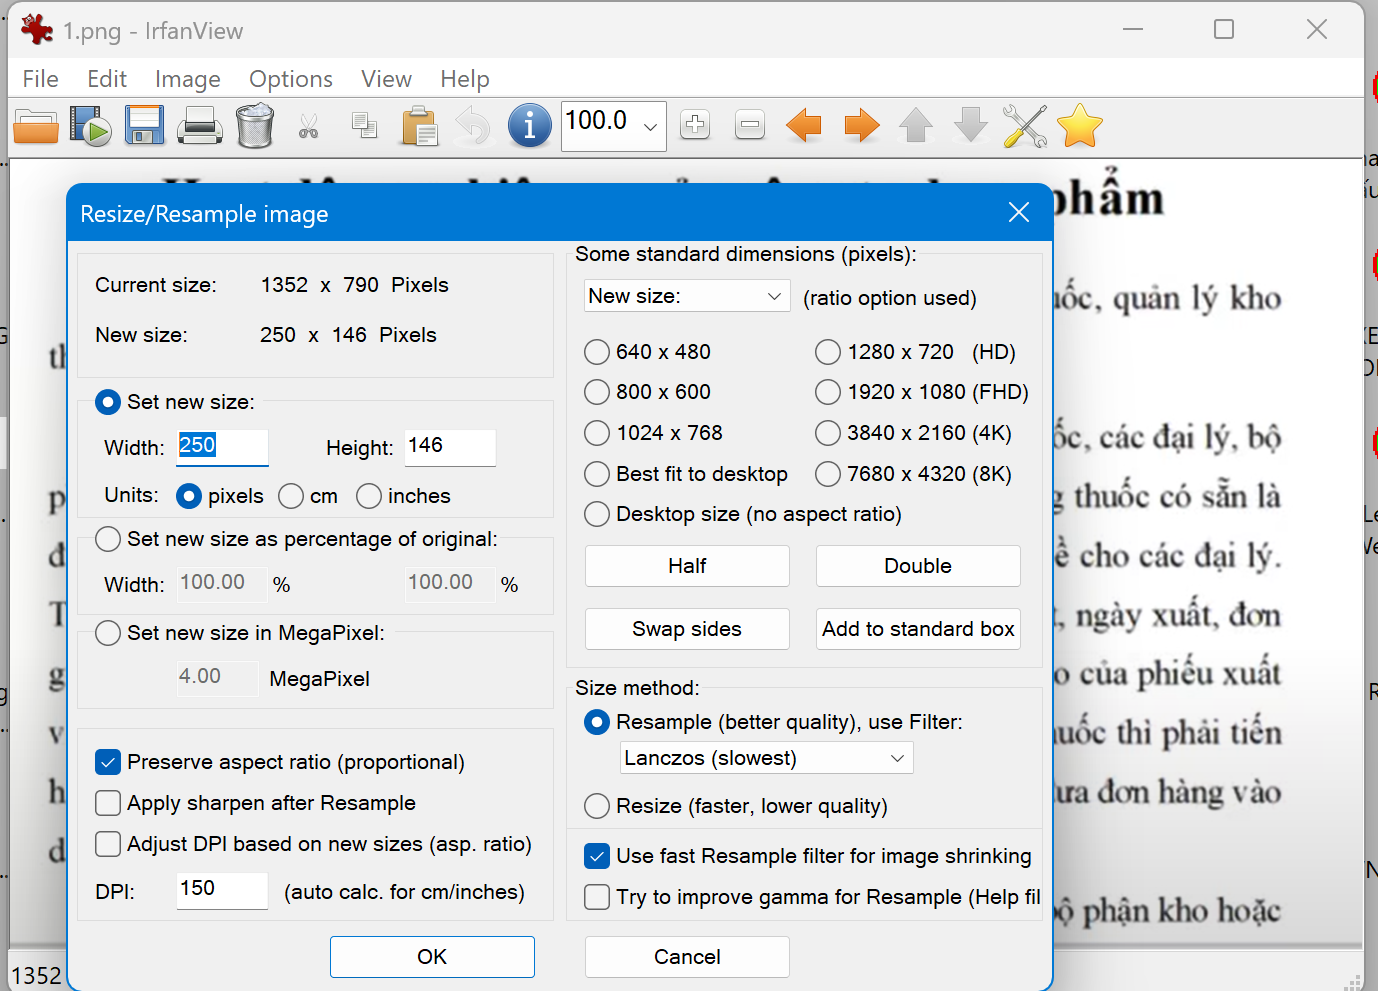 1.png - IrfanView
File Edit Image Options View Help
100.0
phẩm
Resize/Resample image
Current size: 1352 x 790 Pixels
New size: 250 x 146 Pixels
Set new size:
Width: 250 Height: 146
Units: pixels cm inches
Set new size as percentage of original:
Width: 100.00 % 100.00 %
Set new size in MegaPixel:
4.00 MegaPixel
Preserve aspect ratio (proportional)
Apply sharpen after Resample
Adjust DPI based on new sizes (asp. ratio)
DPI: 150 (auto calc. for cm/inches)
OK
Some standard dimensions (pixels):
New size: (ratio option used)
640 x 480 1280 x 720 (HD)
800 x 600 1920 x 1080 (FHD)
1024 x 768 3840 x 2160 (4K)
Best fit to desktop 7680 x 4320 (8K)
Desktop size (no aspect ratio)
Half Double
Swap sides Add to standard box
Size method:
Resample (better quality), use Filter:
Lanczos (slowest)
Resize (faster, lower quality)
Use fast Resample filter for image shrinking
Try to improve gamma for Resample (Help fil
Cancel
quản lý kho
các đại lý, bộ
thuốc có sẵn là
cho các đại lý.
ngày xuất, đơn
của phiếu xuất
thì phải tiến
đơn hàng vào
phận kho hoặc
1352